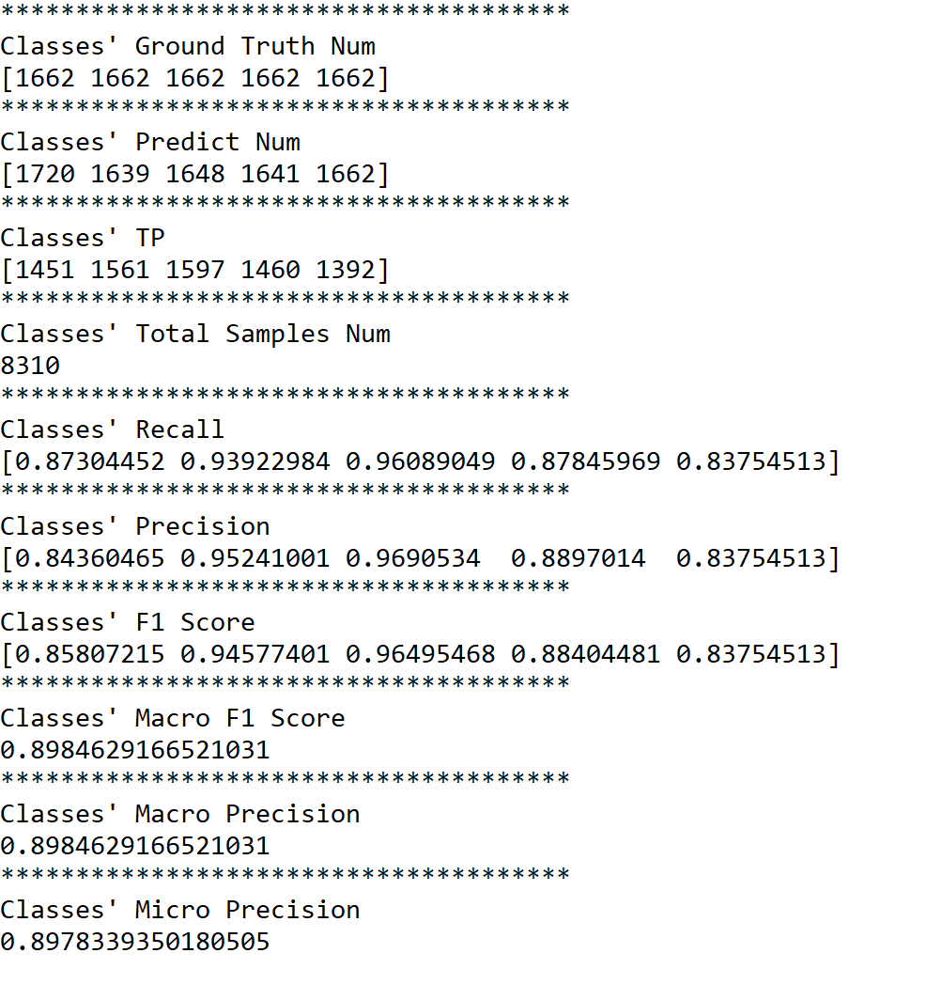 **************************************
Classes' Ground Truth Num
[1662 1662 1662 1662 1662]
**************************************
Classes' Predict Num
[1720 1639 1648 1641 1662]
**************************************
Classes' TP
[1451 1561 1597 1460 1392]
**************************************
Classes' Total Samples Num
8310
**************************************
Classes' Recall
[0.87304452 0.93922984 0.96089049 0.87845969 0.83754513]
**************************************
Classes' Precision
[0.84360465 0.95241001 0.9690534  0.8897014  0.83754513]
**************************************
Classes' F1 Score
[0.85807215 0.94577401 0.96495468 0.88404481 0.83754513]
**************************************
Classes' Macro F1 Score
0.8984629166521031
**************************************
Classes' Macro Precision
0.8984629166521031
**************************************
Classes' Micro Precision
0.8978339350180505